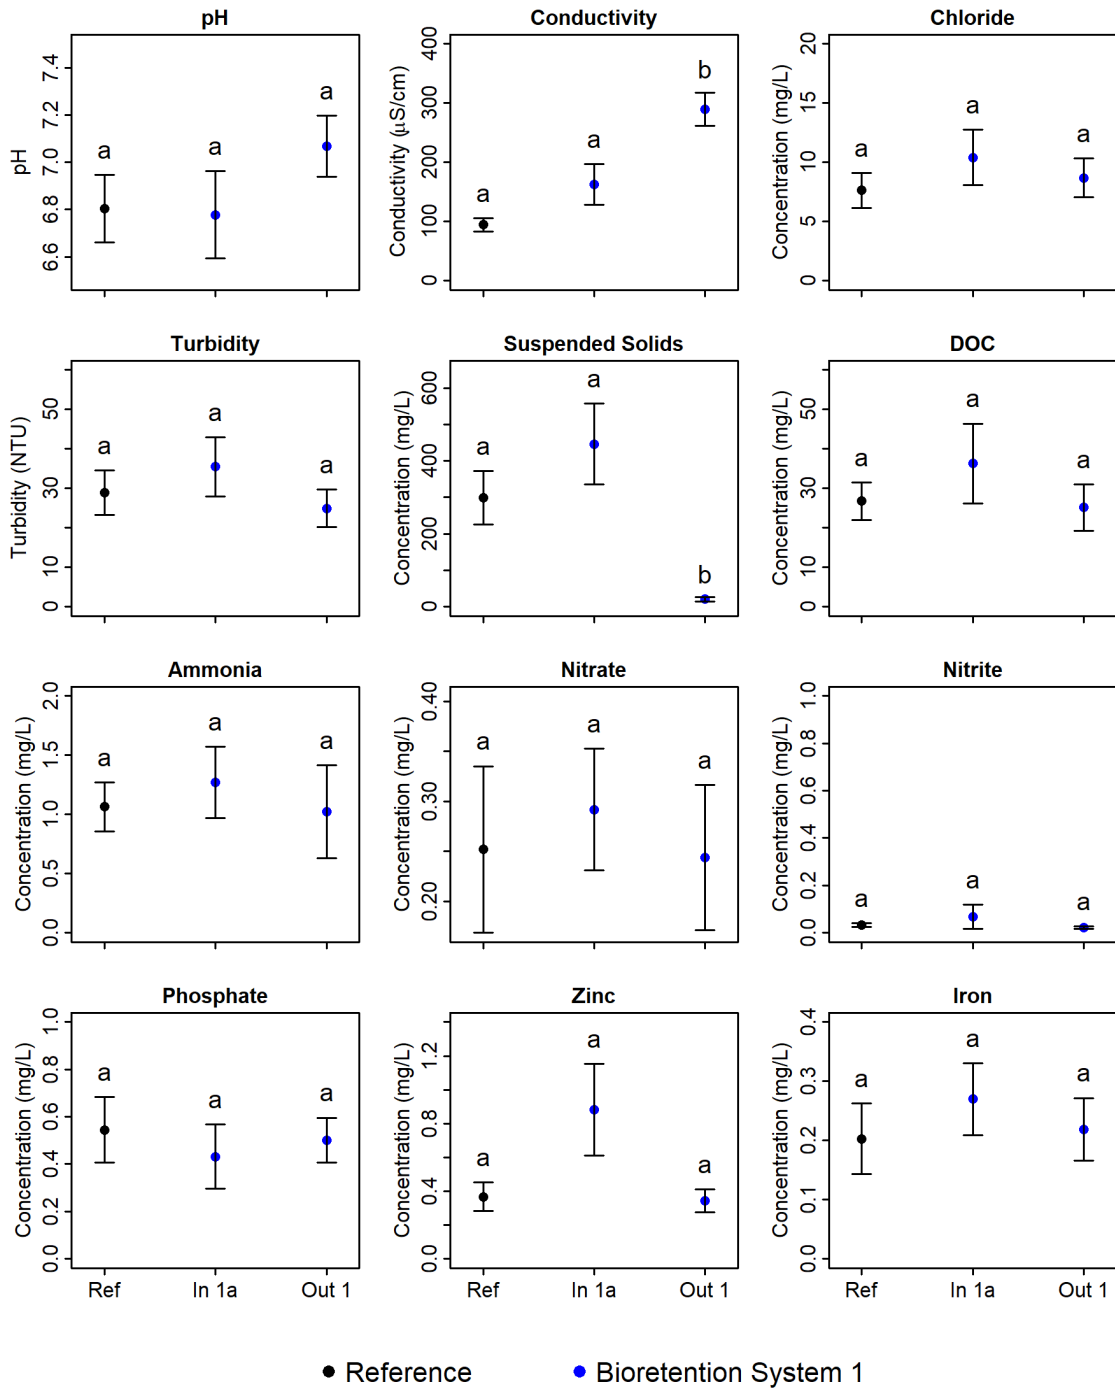 pH Conductivity Chloride
pH
6.6 6.8 7.0 7.2 7.4
a a a
Conductivity (µS/cm)
0 100 200 300 400
a a b
Concentration (mg/L)
0 5 10 15 20
a a a
Turbidity Suspended Solids DOC
Turbidity (NTU)
0 10 30 50
a a a
Concentration (mg/L)
0 200 400 600
a a b
Concentration (mg/L)
0 10 30 50
a a a
Ammonia Nitrate Nitrite
Concentration (mg/L)
0.0 0.5 1.0 1.5 2.0
a a a
Concentration (mg/L)
0.20 0.30 0.40
a a a
Concentration (mg/L)
0.0 0.2 0.4 0.6 0.8 1.0
a a a
Phosphate Zinc Iron
Concentration (mg/L)
0.0 0.2 0.4 0.6 0.8 1.0
a a a
Concentration (mg/L)
0.0 0.4 0.8 1.2
a a a
Concentration (mg/L)
0.0 0.1 0.2 0.3 0.4
a a a
Ref In 1a Out 1 Ref In 1a Out 1 Ref In 1a Out 1
Reference Bioretention System 1